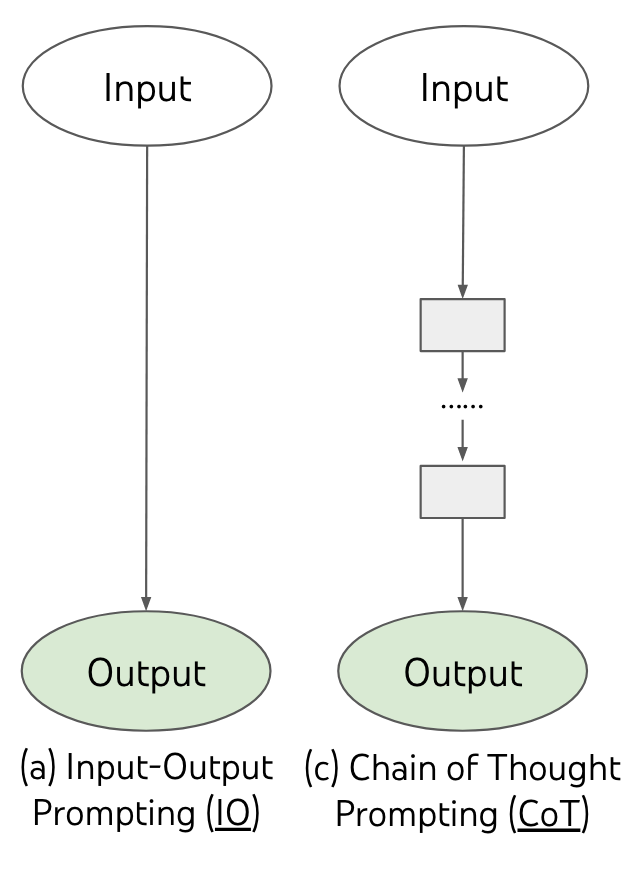 Input
Output
(a) Input-Output
Prompting (IO)
Input
......
Output
(c) Chain of Thought
Prompting (CoT)